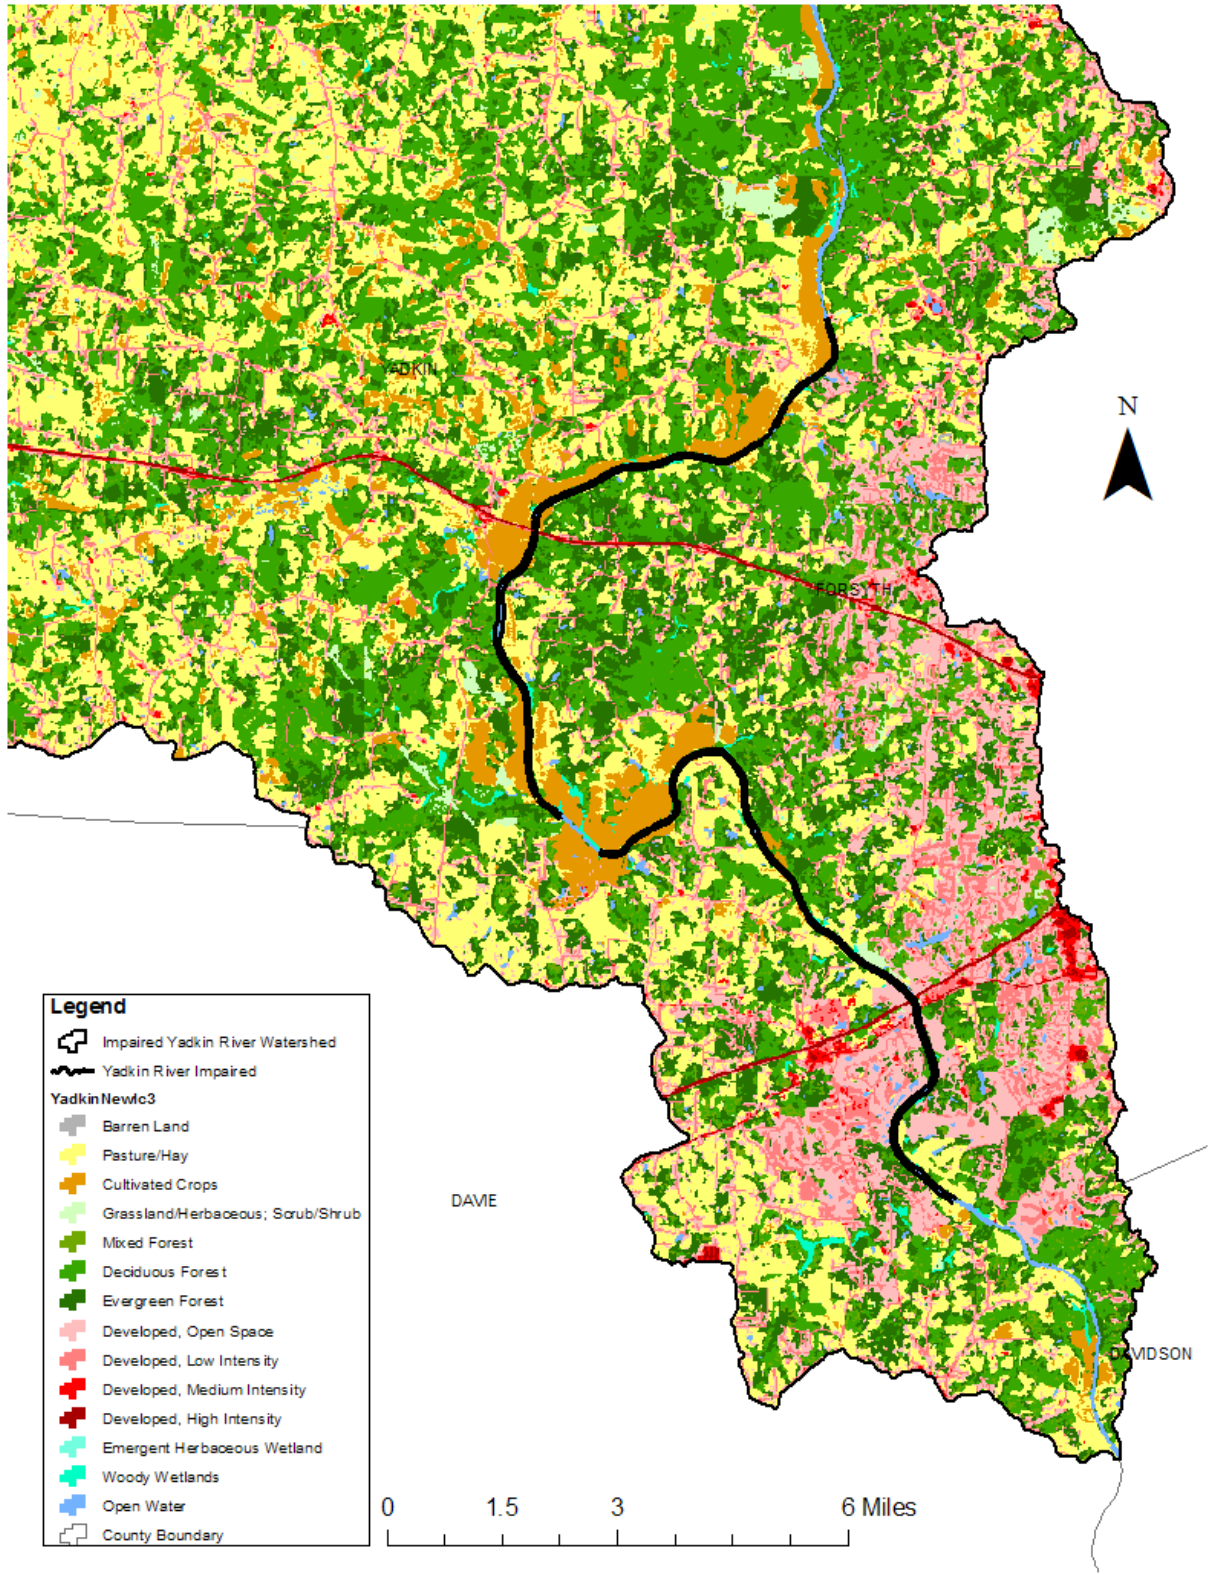 YADKIN
N
FORSYTH
Legend
Impaired Yadkin River Watershed
Yadkin River Impaired
YadkinNewlc3
Barren Land
Pasture/Hay
Cultivated Crops
Grassland/Herbaceous; Scrub/Shrub
Mixed Forest
Deciduous Forest
Evergreen Forest
Developed, Open Space
Developed, Low Intensity
Developed, Medium Intensity
Developed, High Intensity
Emergent Herbaceous Wetland
Woody Wetlands
Open Water
County Boundary
DAVIE
DAVIDSON
0 1.5 3 6 Miles